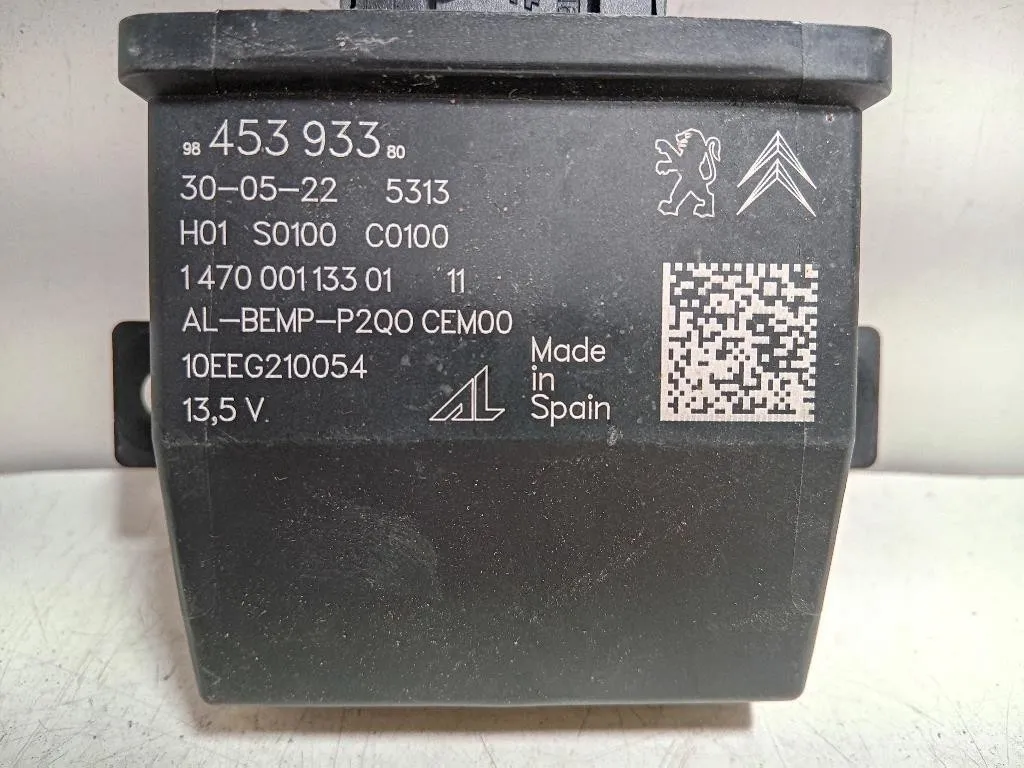 98 453 933 80
30-05-22 5313
H01 S0100 C0100
1 470 001 133 01 11
AL-BEMP-P2Q0 CEM00
10EEG210054
13,5 V.
AL
Made
in
Spain